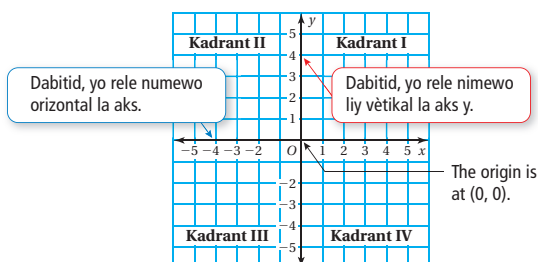 y
5
Kadrant II
Kadrant I
4
Dabitid, yo rele numewo
orizontal la aks.
3
Dabitid, yo rele nimewo
liy vètikal la aks y.
2
1
−5 −4 −3 −2
O
1 2 3 4 5 x
The origin is
at (0, 0).
−2
−3
−4
Kadrant III
Kadrant IV
−5